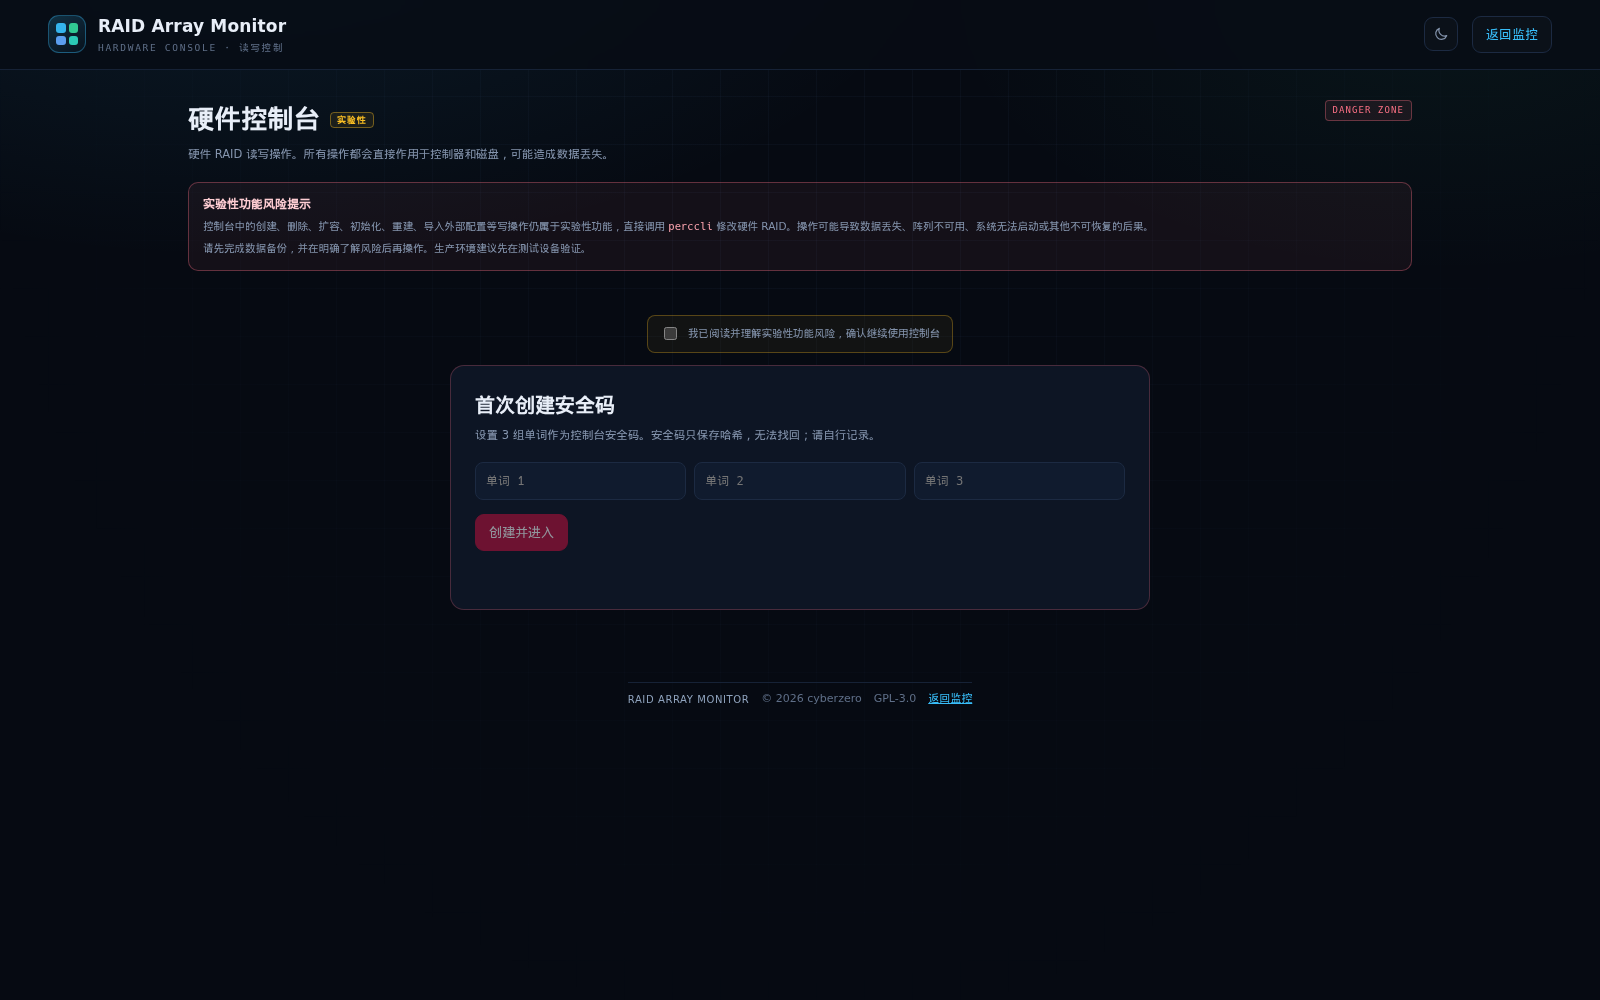 RAID Array Monitor
HARDWARE CONSOLE · 读写控制
返回监控
硬件控制台 实验性
DANGER ZONE
硬件 RAID 读写操作。所有操作都会直接作用于控制器和磁盘，可能造成数据丢失。
实验性功能风险提示
控制台中的创建、删除、扩容、初始化、重建、导入外部配置等写操作仍属于实验性功能，直接调用 perccli 修改硬件 RAID。操作可能导致数据丢失、阵列不可用、系统无法启动或其他不可恢复的后果。
请先完成数据备份，并在明确了解风险后再操作。生产环境建议先在测试设备验证。
我已阅读并理解实验性功能风险，确认继续使用控制台
首次创建安全码
设置 3 组单词作为控制台安全码。安全码只保存哈希，无法找回；请自行记录。
单词 1 单词 2 单词 3
创建并进入
RAID ARRAY MONITOR © 2026 cyberzero GPL-3.0 返回监控